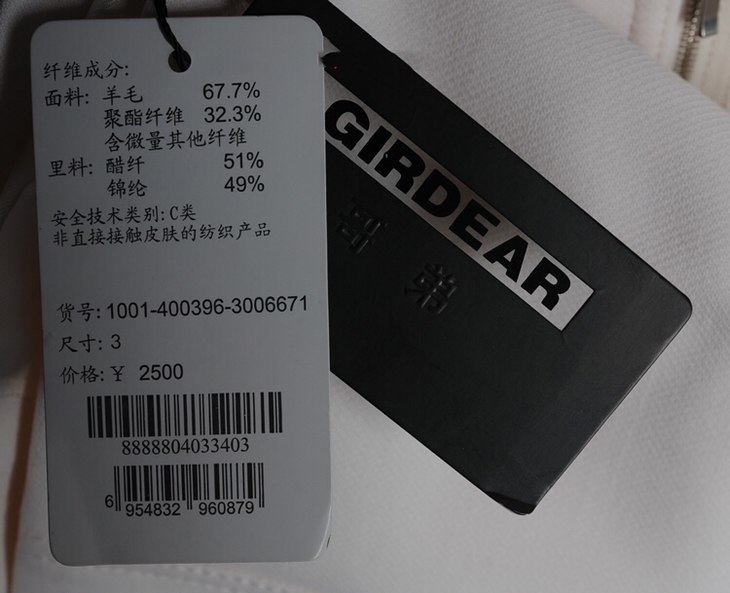 纤维成分:
面料: 羊毛 67.7%
聚酯纤维 32.3%
含微量其他纤维
里料: 醋纤 51%
锦纶 49%
安全技术类别: C类
非直接接触皮肤的纺织产品
货号: 1001-400396-3006671
尺寸: 3
价格: ¥ 2500
8888804033403
6 954832 960879
GIRDEAR
哥弟